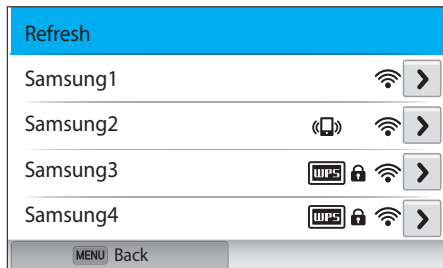 Refresh
Samsung1
Samsung2
Samsung3 WPS
Samsung4 WPS
MENU Back